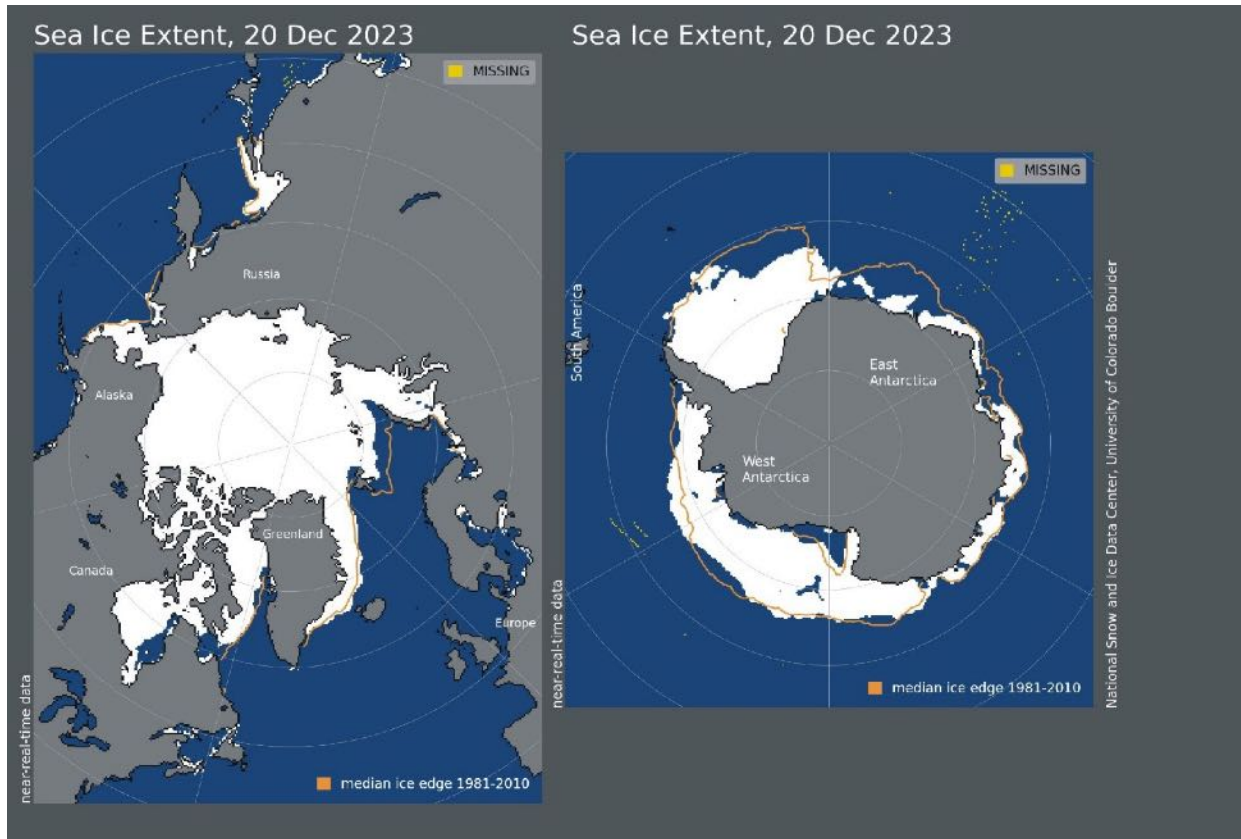 Sea Ice Extent, 20 Dec 2023
MISSING
Russia
Alaska
Greenland
Canada
Europe
near-real-time data
median ice edge 1981-2010
Sea Ice Extent, 20 Dec 2023
MISSING
South America
East
Antarctica
West
Antarctica
near-real-time data
median ice edge 1981-2010
National Snow and Ice Data Center, University of Colorado Boulder